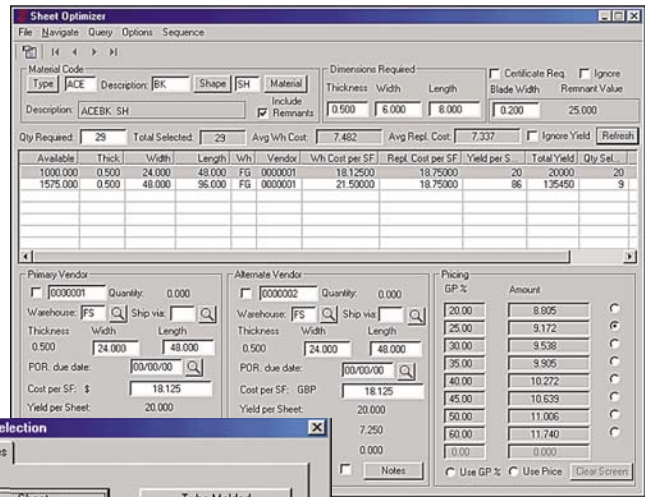 Sheet Optimizer
File Navigate Query Options Sequence
Material Code
Type ACE Description: BK Shape SH Material
Description: ACEBK SH
Include Remnants
Dimensions Required
Thickness Width Length
0.500 6.000 8.000
Certificate Req. Ignore
Blade Width Remnant Value
0.200 25.000
Qty Required: 29 Total Selected: 29 Avg Wh Cost: 7.482 Avg Repl. Cost: 7.337 Ignore Yield Refresh
Available Thick Width Length Wh Vendor Wh Cost per SF Repl. Cost per SF Yield per S... Total Yield Qty Sel...
1000.000 0.500 24.000 48.000 FG 0000001 18.12500 18.75000 20 20000 20
1575.000 0.500 48.000 96.000 FG 0000001 21.50000 18.75000 86 135450 9
Primary Vendor
0000001 Quantity: 0.000
Warehouse: FS Ship via:
Thickness Width Length
0.500 24.000 48.000
POR. due date: 00/00/00
Cost per SF: $ 18.125
Yield per Sheet: 20.000
Alternate Vendor
0000002 Quantity: 0.000
Warehouse: FS Ship via:
Thickness Width Length
0.500 24.000 48.000
POR. due date: 00/00/00
Cost per SF: GBP 18.125
Yield per Sheet: 20.000
7.250
0.000
Notes
Pricing
GP % Amount
20.00 8.805
25.00 9.172
30.00 9.538
35.00 9.905
40.00 10.272
45.00 10.639
50.00 11.006
60.00 11.740
0.00 0.000
Use GP % Use Price Clear Screen
election